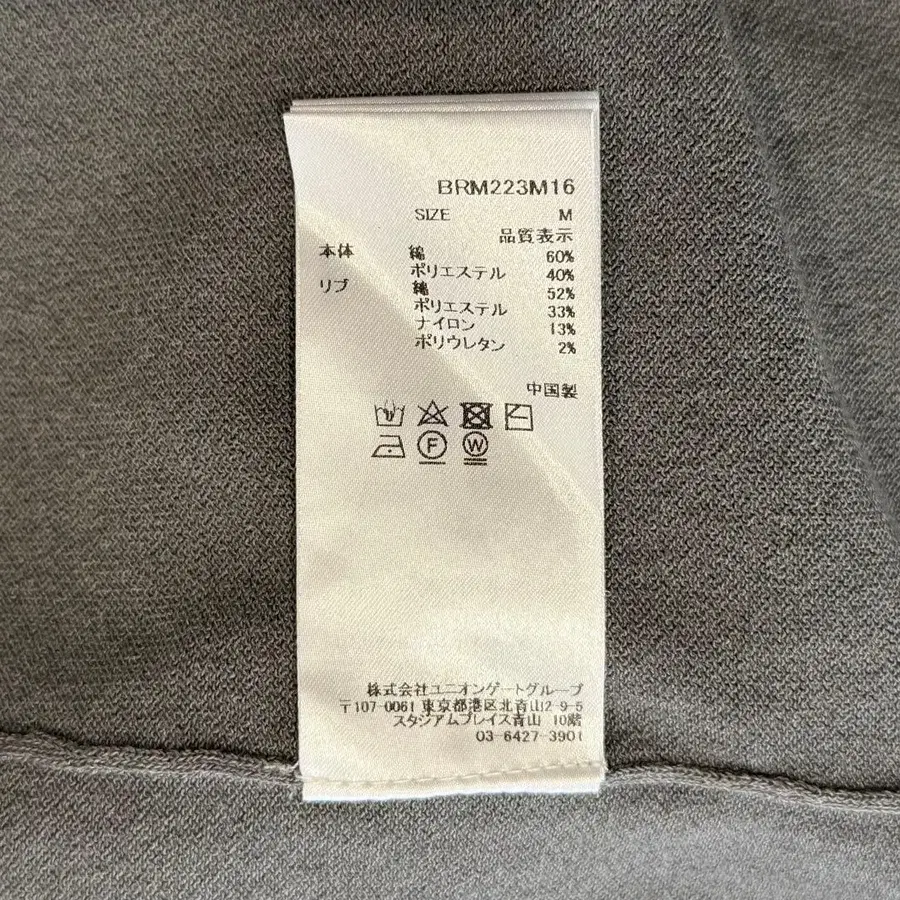 BRM223M16
SIZE M
品質表示
本体 綿 60%
ポリエステル 40%
リブ 綿 52%
ポリエステル 33%
ナイロン 13%
ポリウレタン 2%
中国製
F W
株式会社ユニオンゲートグループ
〒107-0061 東京都港区北青山2-9-5
スタジアムプレイス青山 10階
03-6427-3901